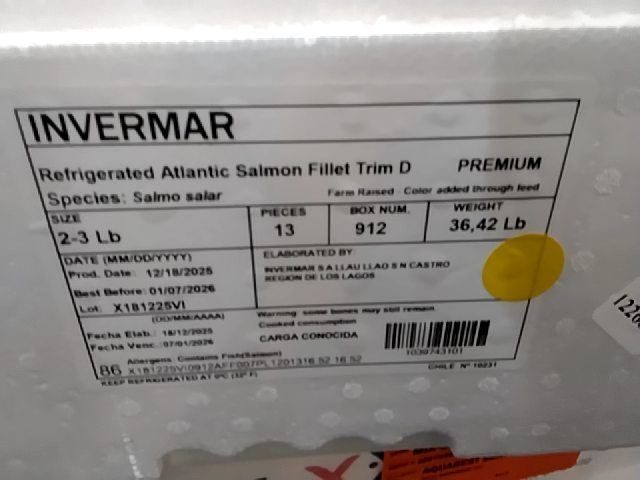 INVERMAR
Refrigerated Atlantic Salmon Fillet Trim D PREMIUM
Species: Salmo salar Farm Raised - Color added through feed
SIZE PIECES BOX NUM. WEIGHT
2-3 Lb 13 912 36,42 Lb
DATE (MM/DD/YYYY) ELABORATED BY:
Prod. Date: 12/18/2025 INVERMAR S A LLAU LLAO S N CASTRO
Best Before: 01/07/2026 REGION DE LOS LAGOS
Lot: X181225VI
(DD/MM/AAAA) Warning: some bones may still remain
Fecha Elab.: 18/12/2025 Cooked consumption
Fecha Venc.: 07/01/2026 CARGA CONOCIDA
1039743101
Allergens: Contains Fish(Salmon)
86
CHILE N° 10231
KEEP REFRIGERATED AT 0°C (32° F)
AQUABEST